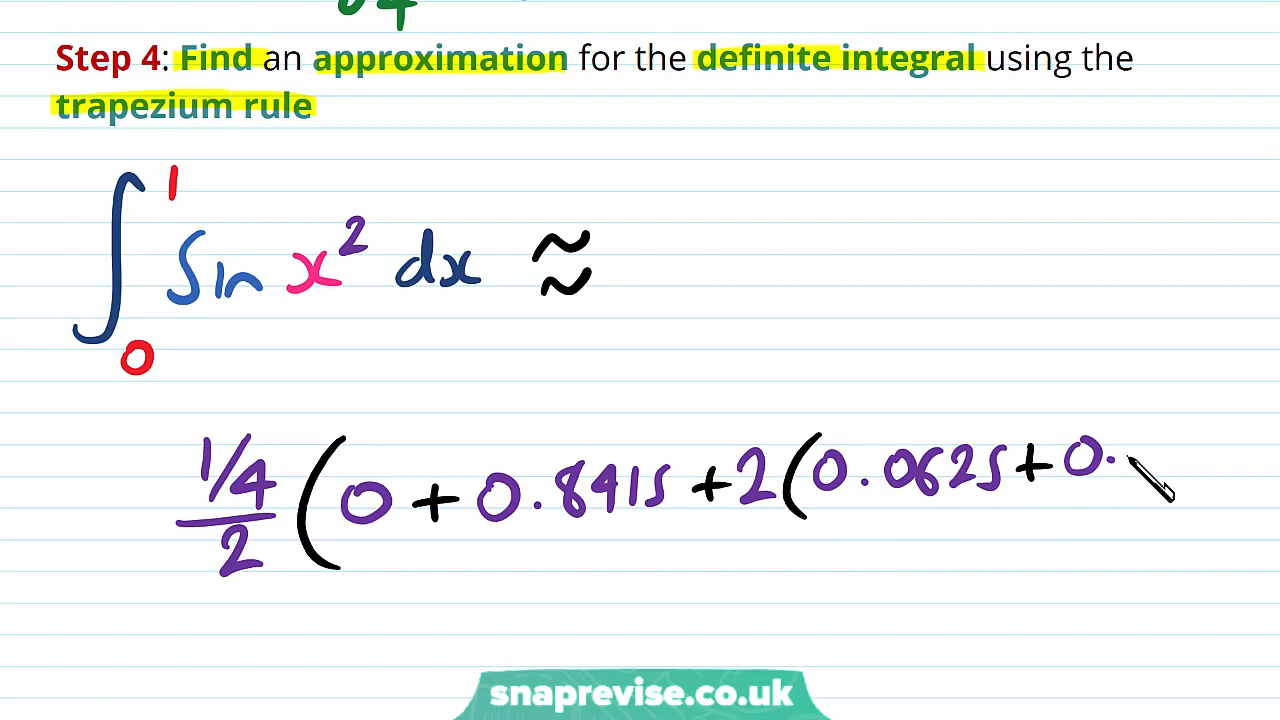 Step 4: Find an approximation for the definite integral using the
trapezium rule
∫₀¹ sin x² dx ≈
1/4 / 2 (0 + 0.8415 + 2(0.0625 + 0.
snaprevise.co.uk